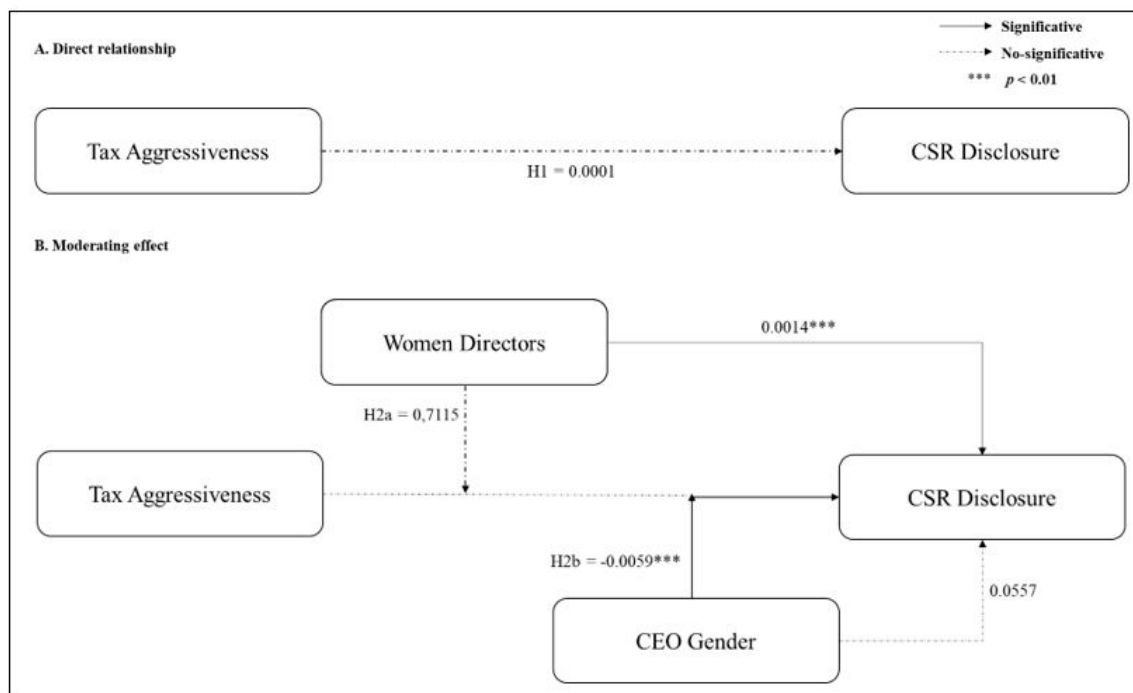 A. Direct relationship
Significative
No-significative
*** p < 0.01
Tax Aggressiveness
CSR Disclosure
H1 = 0.0001
B. Moderating effect
Women Directors
0.0014***
H2a = 0,7115
Tax Aggressiveness
CSR Disclosure
H2b = -0.0059***
0.0557
CEO Gender